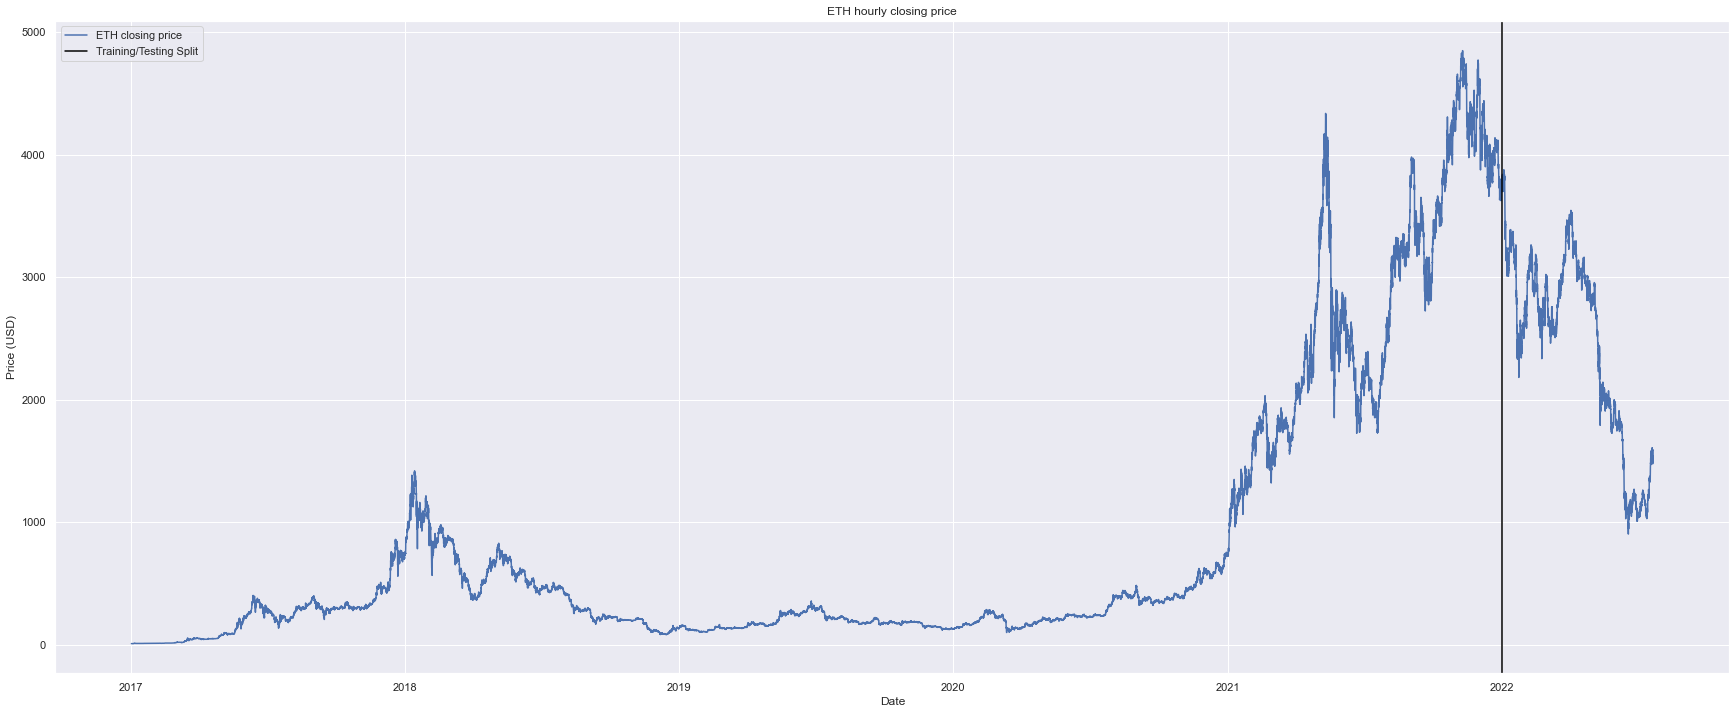 ETH hourly closing price
ETH closing price
Training/Testing Split
Price (USD)
5000
4000
3000
2000
1000
0
2017
2018
2019
2020
2021
2022
Date